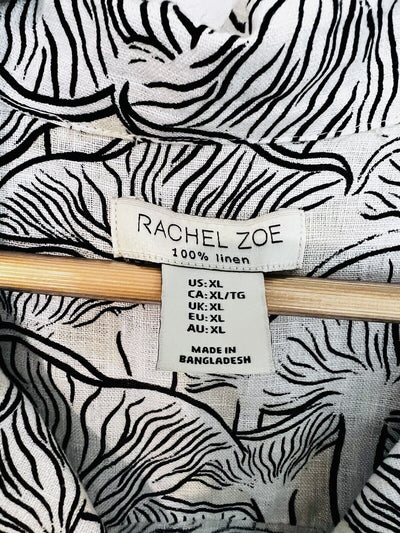 RACHEL ZOE
100% linen
US: XL
CA: XL/TG
UK: XL
EU: XL
AU: XL
MADE IN
BANGLADESH